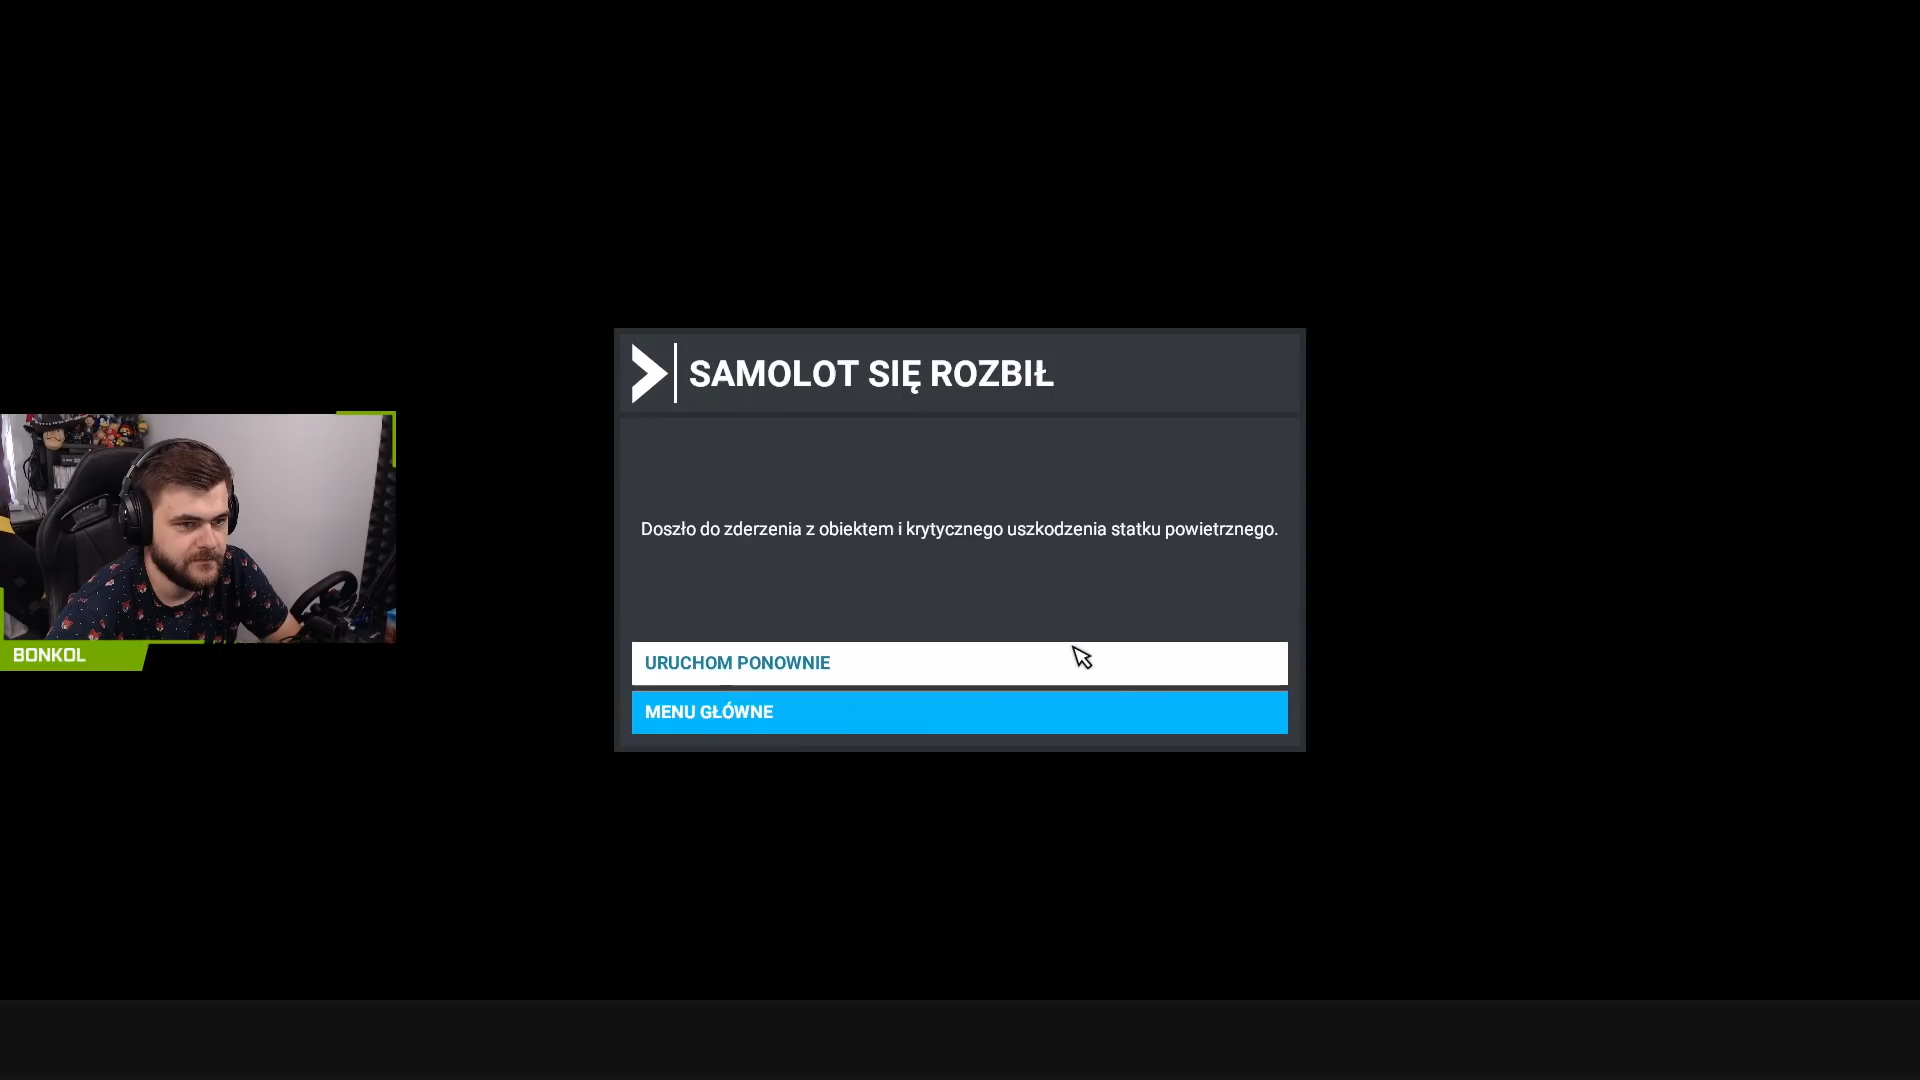 SAMOLOT SIĘ ROZBIŁ
Doszło do zderzenia z obiektem i krytycznego uszkodzenia statku powietrznego.
BONKOL
URUCHOM PONOWNIE
MENU GŁÓWNE